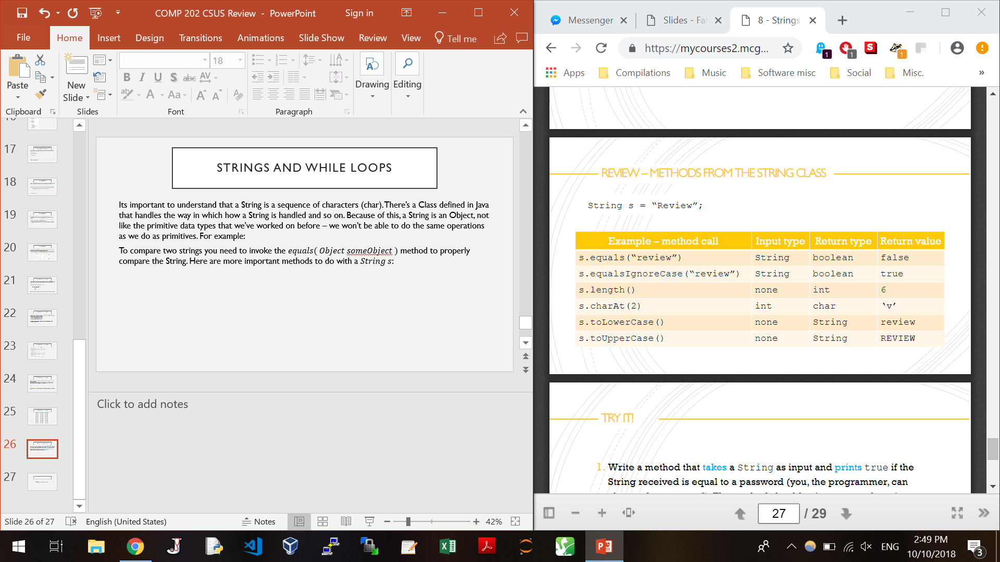 COMP 202 CSUS Review - PowerPoint
Sign in
File
Home
Insert
Design
Transitions
Animations
Slide Show
Review
View
Tell me
Paste
New
Slide
18
B I U S abc AV
A Aa A A
Drawing
Editing
Clipboard
Slides
Font
Paragraph
17
18
19
20
21
22
23
24
25
26
27
STRINGS AND WHILE LOOPS
Its important to understand that a String is a sequence of characters (char). There’s a Class defined in Java
that handles the way in which how a String is handled and so on. Because of this, a String is an Object, not
like the primitive data types that we’ve worked on before – we won’t be able to do the same operations
as we do as primitives. For example:
To compare two strings you need to invoke the equals( Object someObject ) method to properly
compare the String. Here are more important methods to do with a String s:
Click to add notes
Slide 26 of 27
English (United States)
Notes
42%
Messenger
Slides - Fal
8 - Strings
https://mycourses2.mcg...
1
1
S
1
Apps
Compilations
Music
Software misc
Social
Misc.
»
REVIEW – METHODS FROM THE STRING CLASS
String s = “Review”;
Example – method call Input type Return type Return value
s.equals(“review”) String boolean false
s.equalsIgnoreCase(“review”) String boolean true
s.length() none int 6
s.charAt(2) int char ‘v’
s.toLowerCase() none String review
s.toUpperCase() none String REVIEW
TRY IT!
1. Write a method that takes a String as input and prints true if the
String received is equal to a password (you, the programmer, can
27 / 29
ENG
2:49 PM
10/10/2018
3